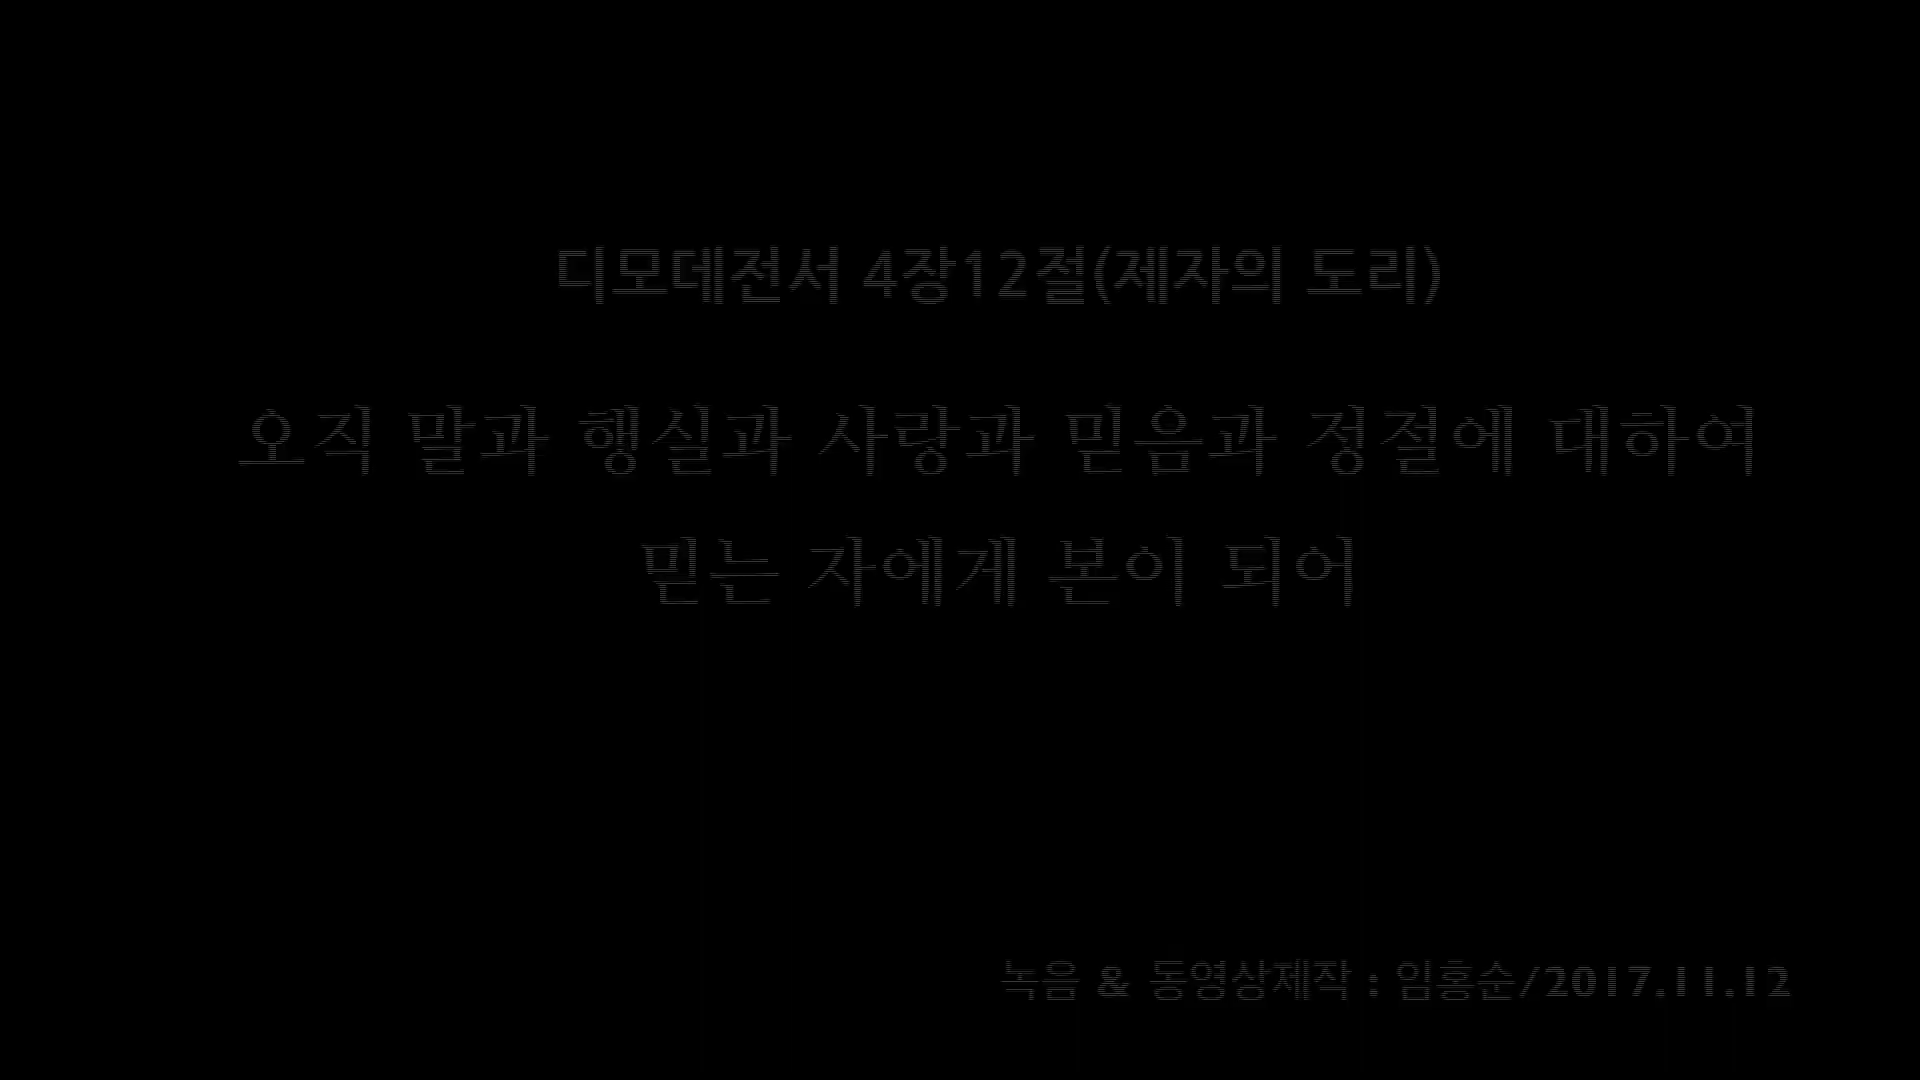 디모데전서 4장12절(제자의 도리)
오직 말과 행실과 사랑과 믿음과 정절에 대하여
믿는 자에게 본이 되어
녹음 & 동영상제작 : 임홍순/2017.11.12